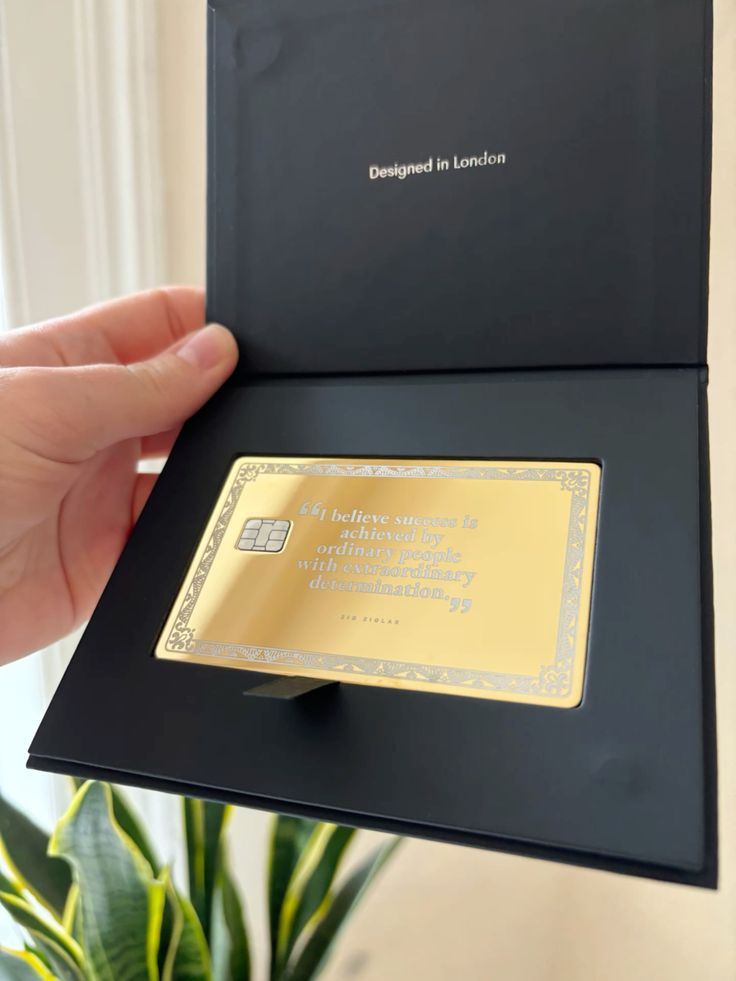 Designed in London
“I believe success is
achieved by
ordinary people
with extraordinary
determination.”
ZIG ZIGLAR